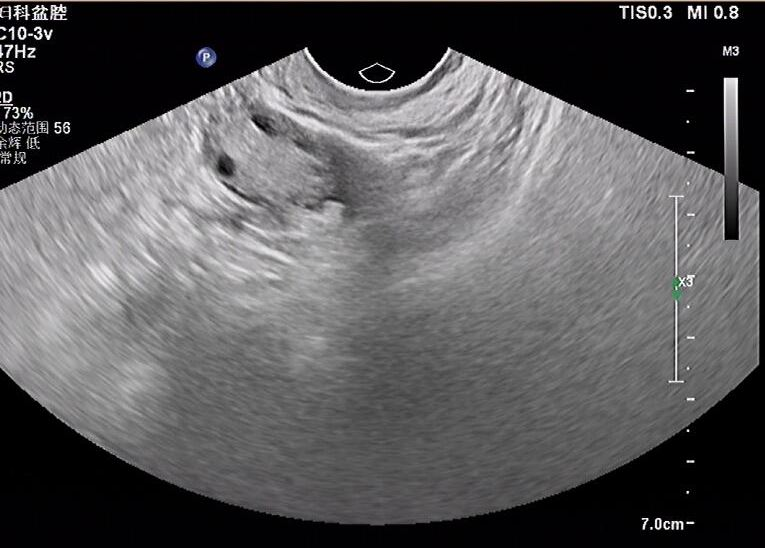 妇科盆腔
C10-3v
47Hz
RS
2D
73%
动态范围 56
余辉 低
常规
P
TIS0.3 MI 0.8
M3
X3
7.0cm